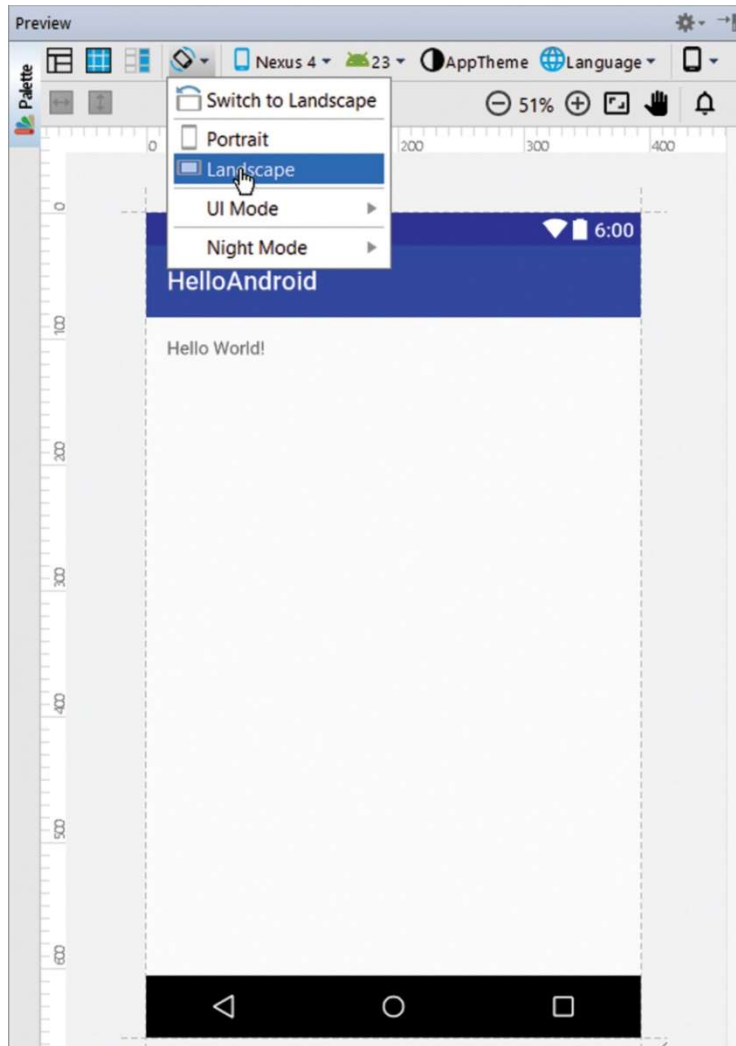 Preview
Palette
Nexus 4 23 AppTheme Language
Switch to Landscape
51%
Portrait
Landscape
UI Mode
Night Mode
0 200 300 400
0
100
200
300
400
500
600
6:00
HelloAndroid
Hello World!